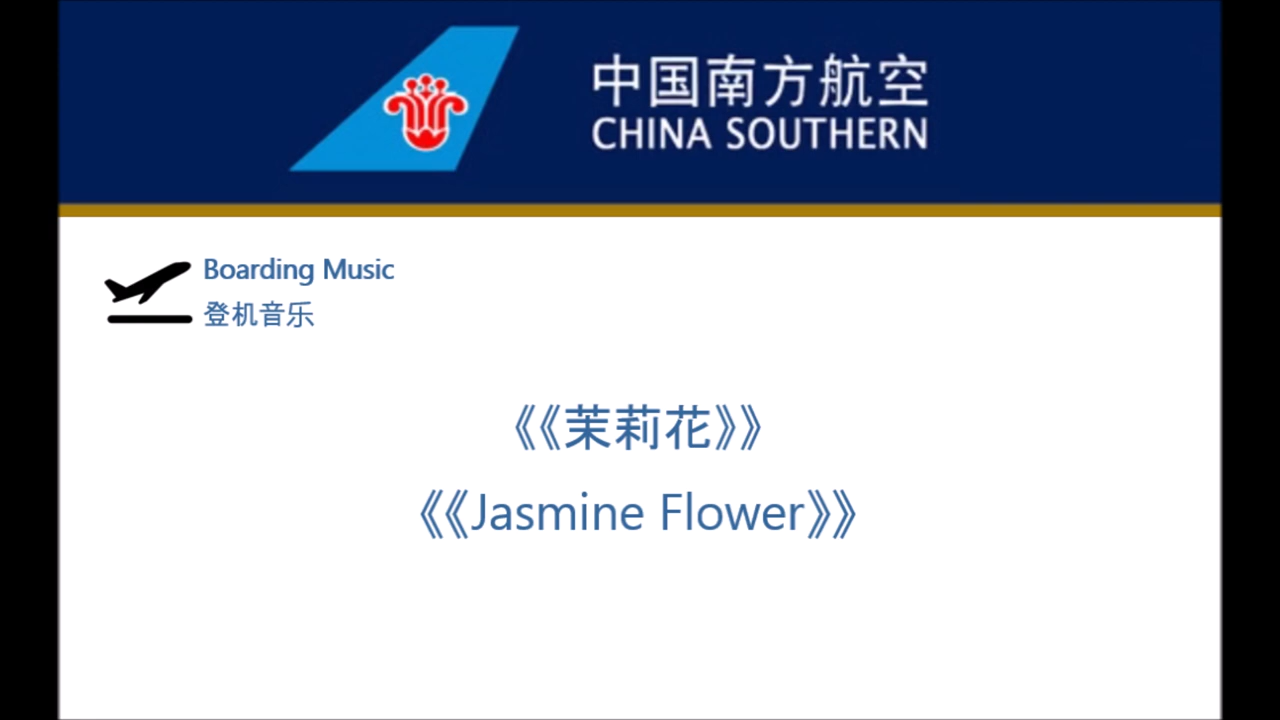 中国南方航空
CHINA SOUTHERN
Boarding Music
登机音乐
《《茉莉花》》
《《Jasmine Flower》》